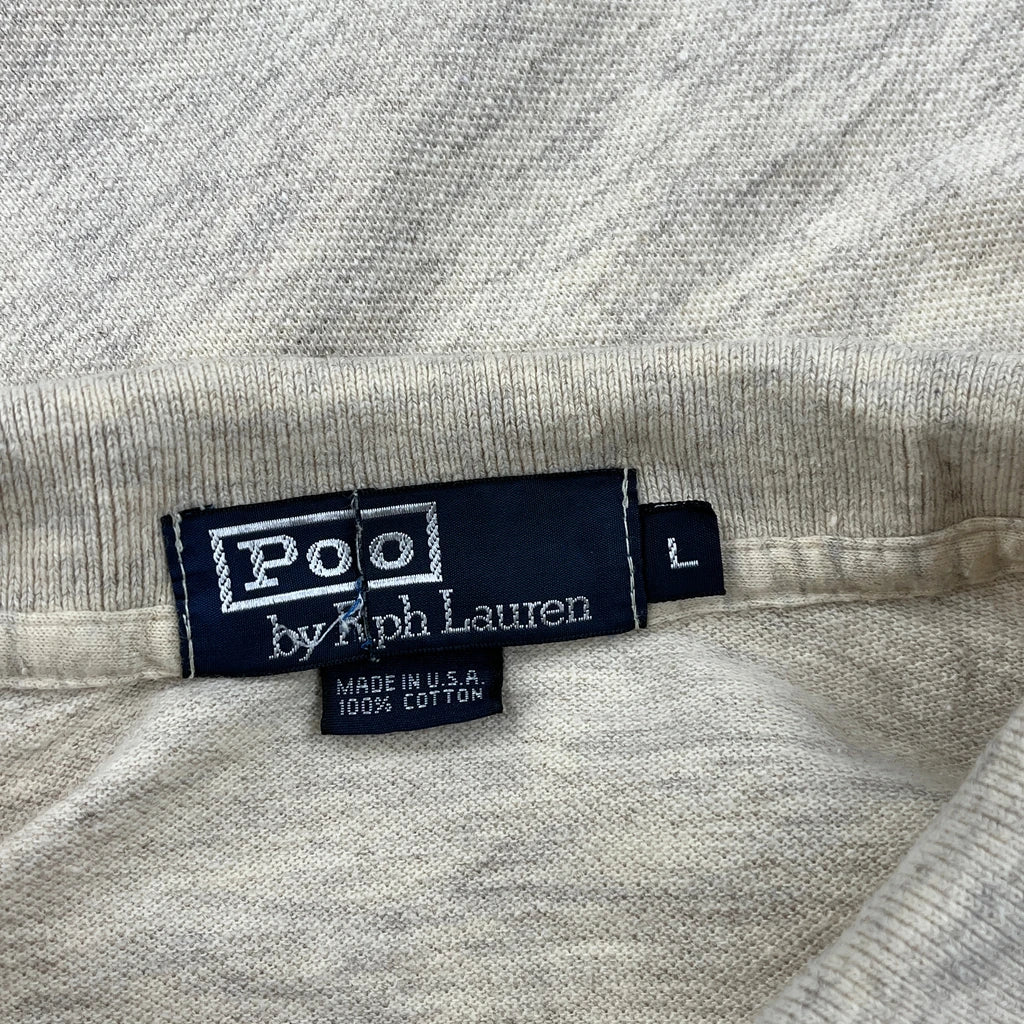 Poo
by Rph Lauren
L
MADE IN U.S.A.
100% COTTON